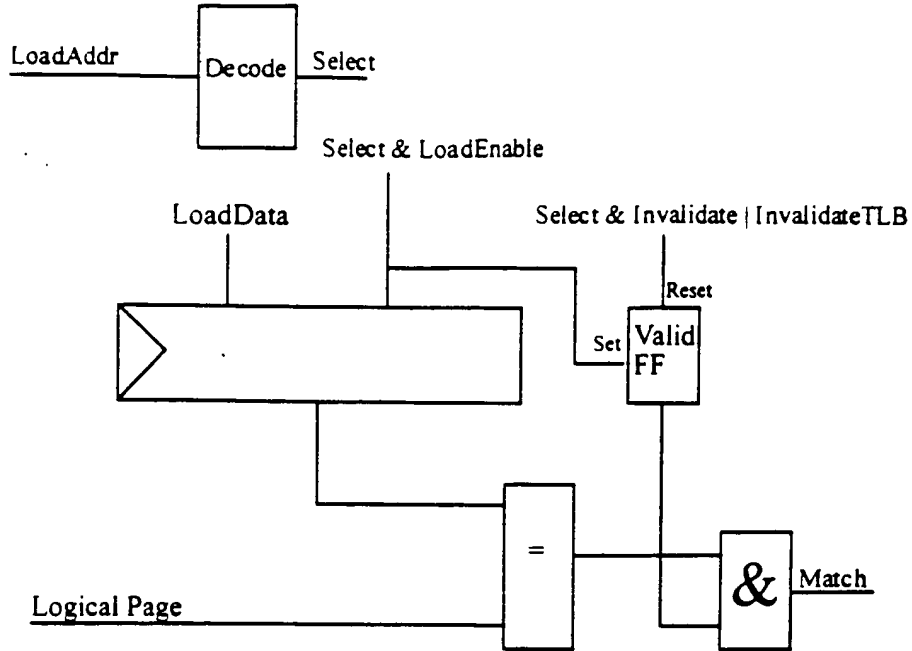 LoadAddr
Decode
Select
Select & LoadEnable
LoadData
Select & Invalidate | InvalidateTLB
Reset
Set
Valid
FF
=
&
Match
Logical Page